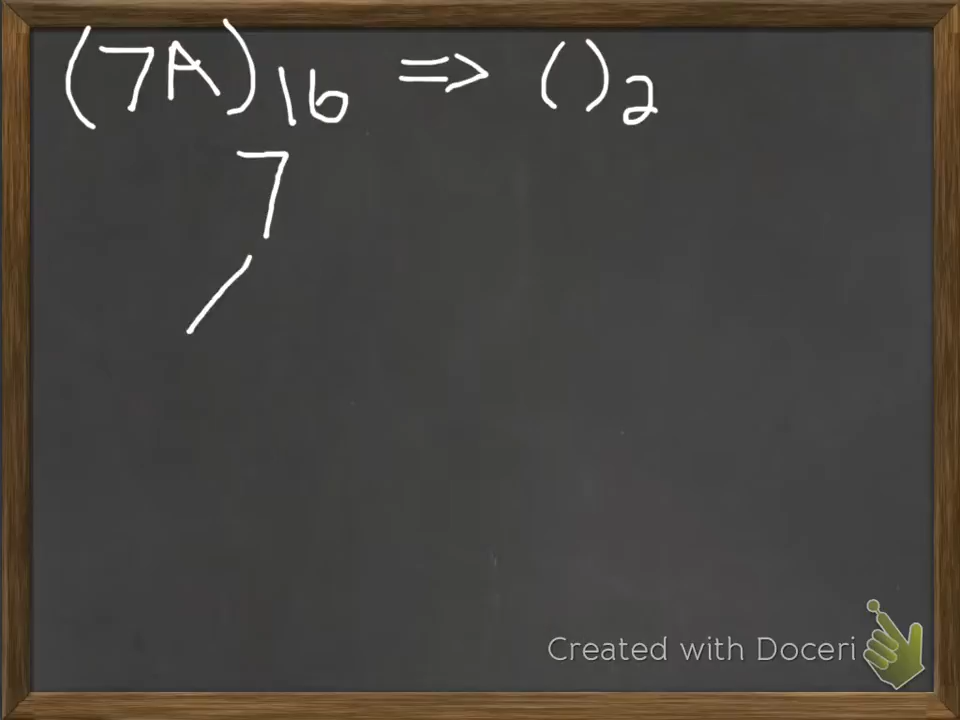 (7A)16 => ()2
7
/
Created with Doceri